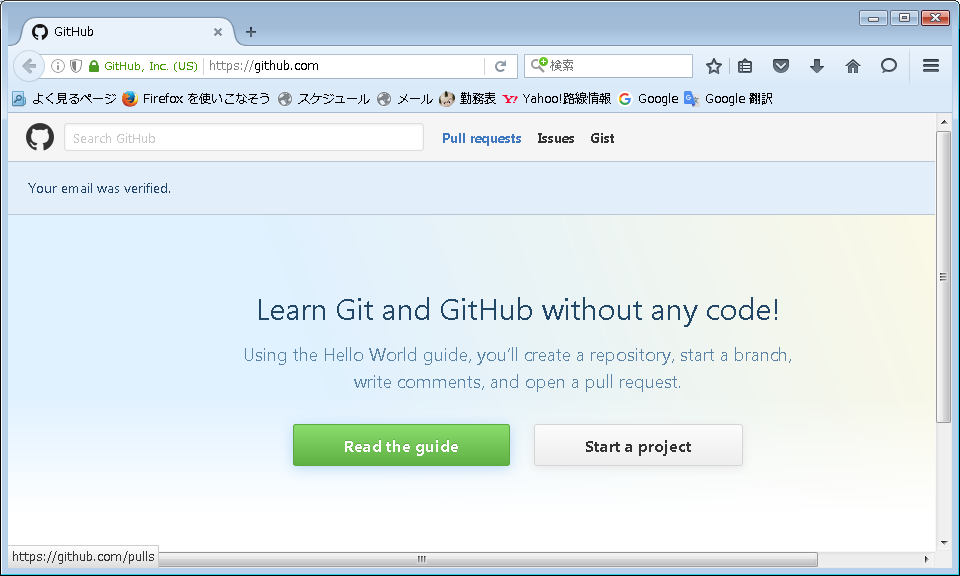 GitHub
GitHub, Inc. (US) https://github.com 検索
よく見るページ Firefox を使いこなそう スケジュール メール 勤務表 Yahoo!路線情報 Google Google 翻訳
Search GitHub Pull requests Issues Gist
Your email was verified.
Learn Git and GitHub without any code!
Using the Hello World guide, you’ll create a repository, start a branch,
write comments, and open a pull request.
Read the guide Start a project
https://github.com/pulls